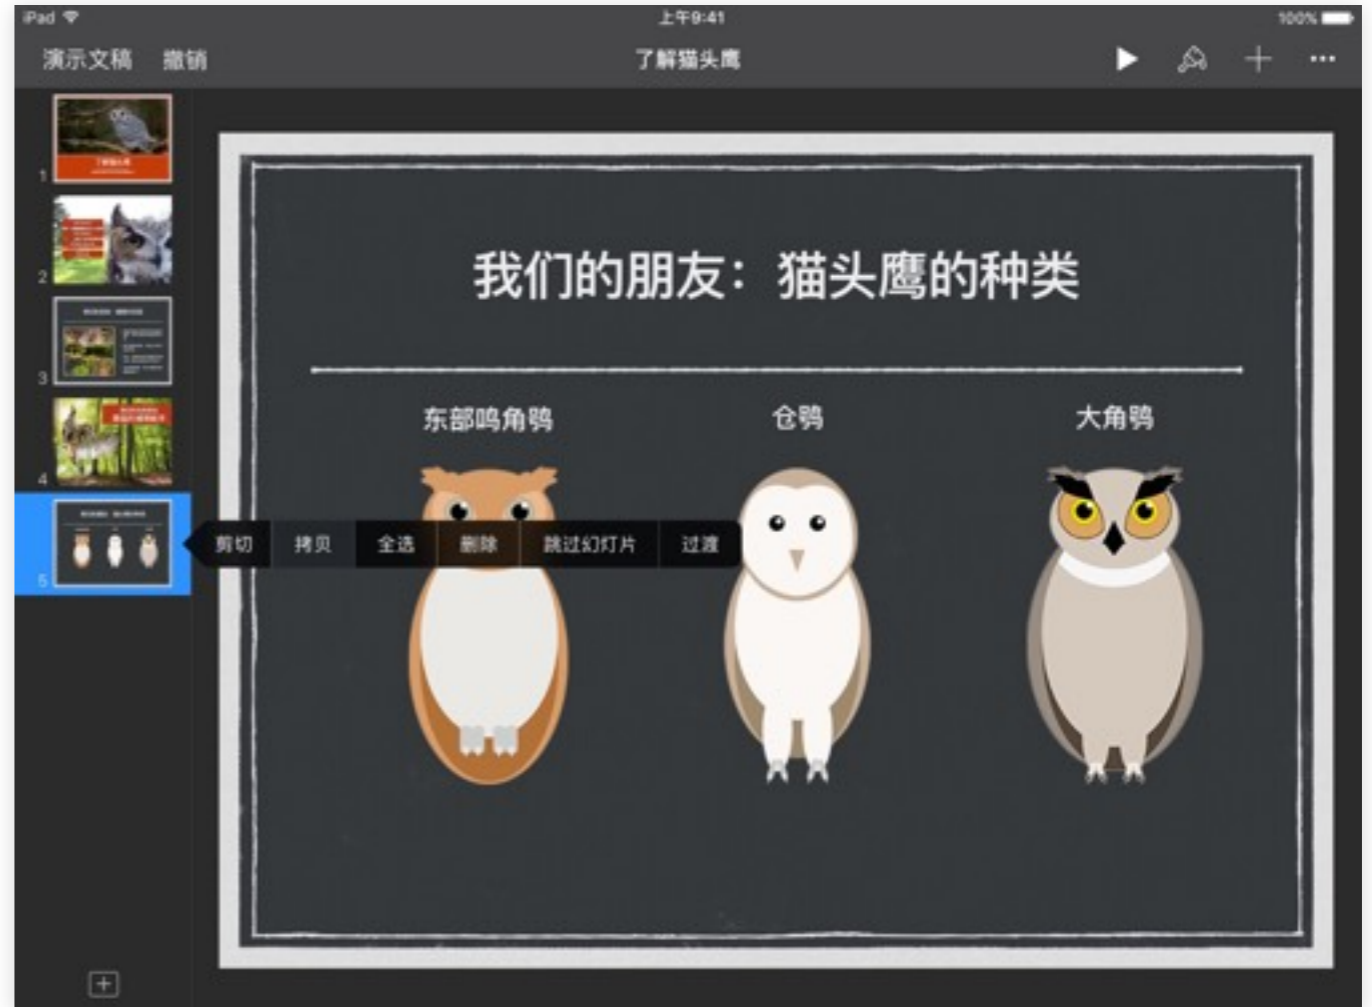 iPad 上午9:41 100%
演示文稿 撤销 了解猫头鹰
1
2
3
4
5
我们的朋友：猫头鹰的种类
东部鸣角鸮 仓鸮 大角鸮
剪切 拷贝 全选 删除 跳过幻灯片 过渡